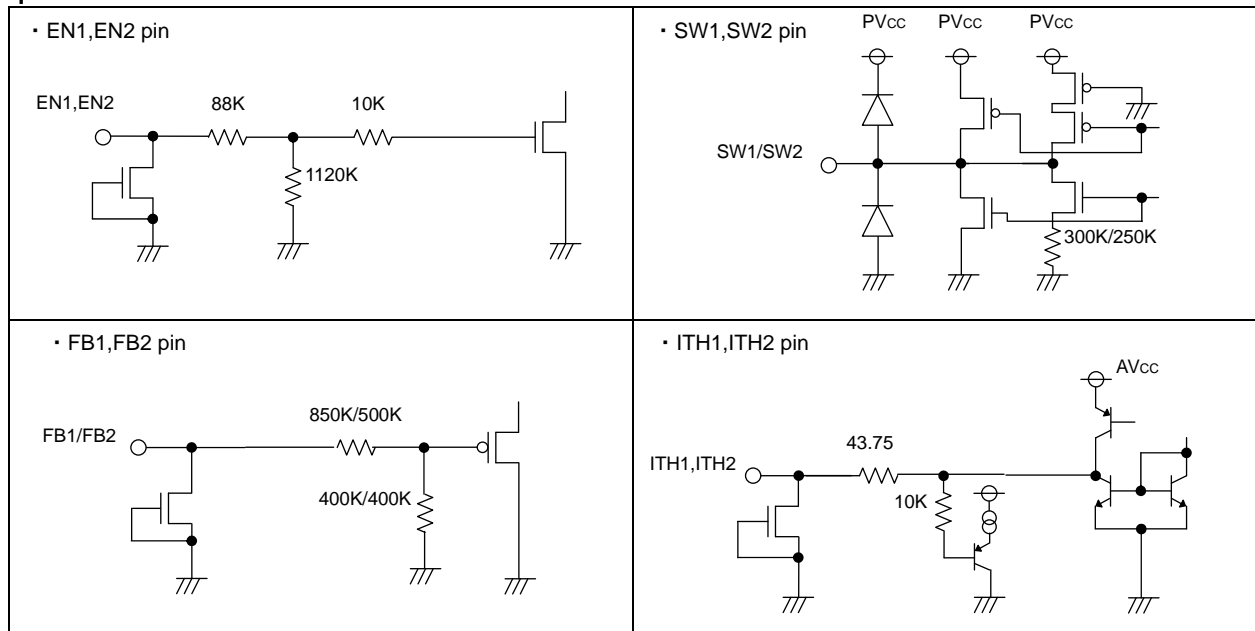 ・EN1,EN2 pin
EN1,EN2
88K
10K
1120K
・SW1,SW2 pin
PVCC PVCC PVCC
SW1/SW2
300K/250K
・FB1,FB2 pin
850K/500K
FB1/FB2
400K/400K
・ITH1,ITH2 pin
AVCC
43.75
ITH1,ITH2
10K